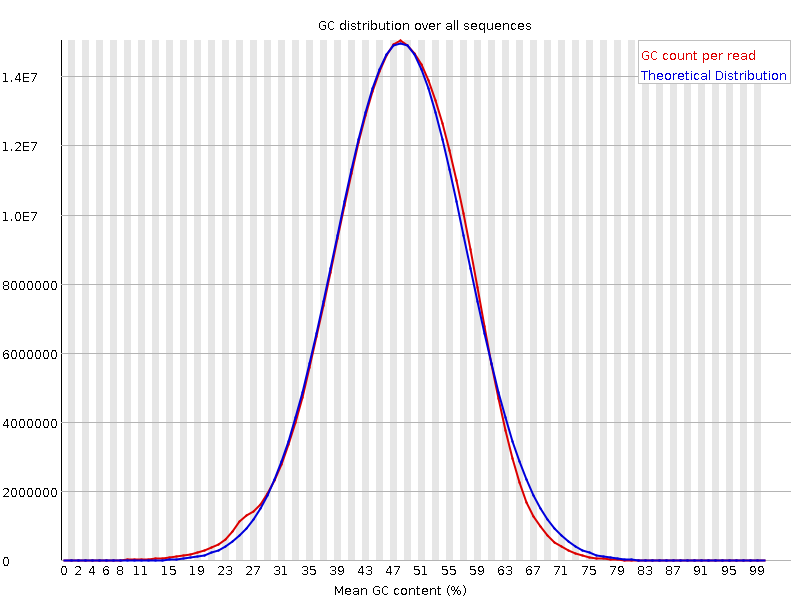 GC distribution over all sequences
GC count per read
Theoretical Distribution
1.4E7
1.2E7
1.0E7
8000000
6000000
4000000
2000000
0
0 2 4 6 8 11 15 19 23 27 31 35 39 43 47 51 55 59 63 67 71 75 79 83 87 91 95 99
Mean GC content (%)